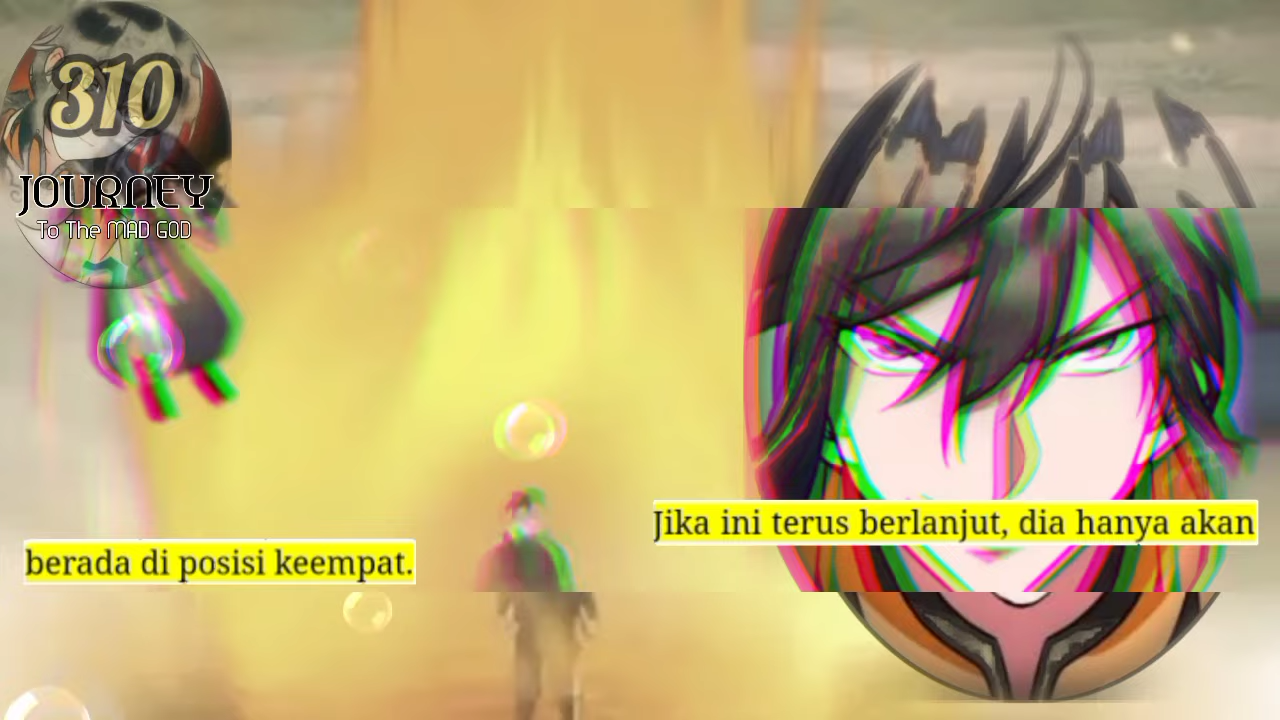 310
JOURNEY
To The MAD GOD
Jika ini terus berlanjut, dia hanya akan
berada di posisi keempat.